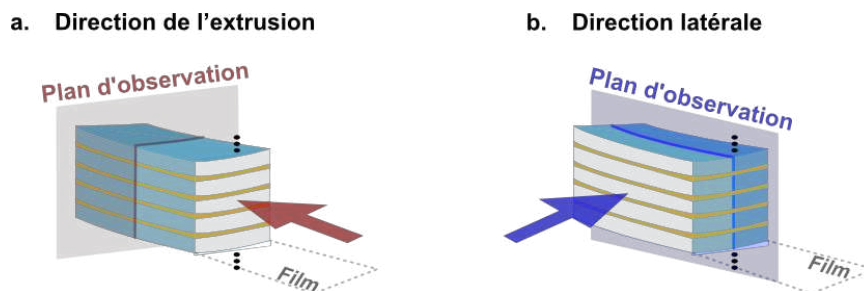 a. Direction de l’extrusion
b. Direction latérale
Plan d'observation
Plan d'observation
Film
Film